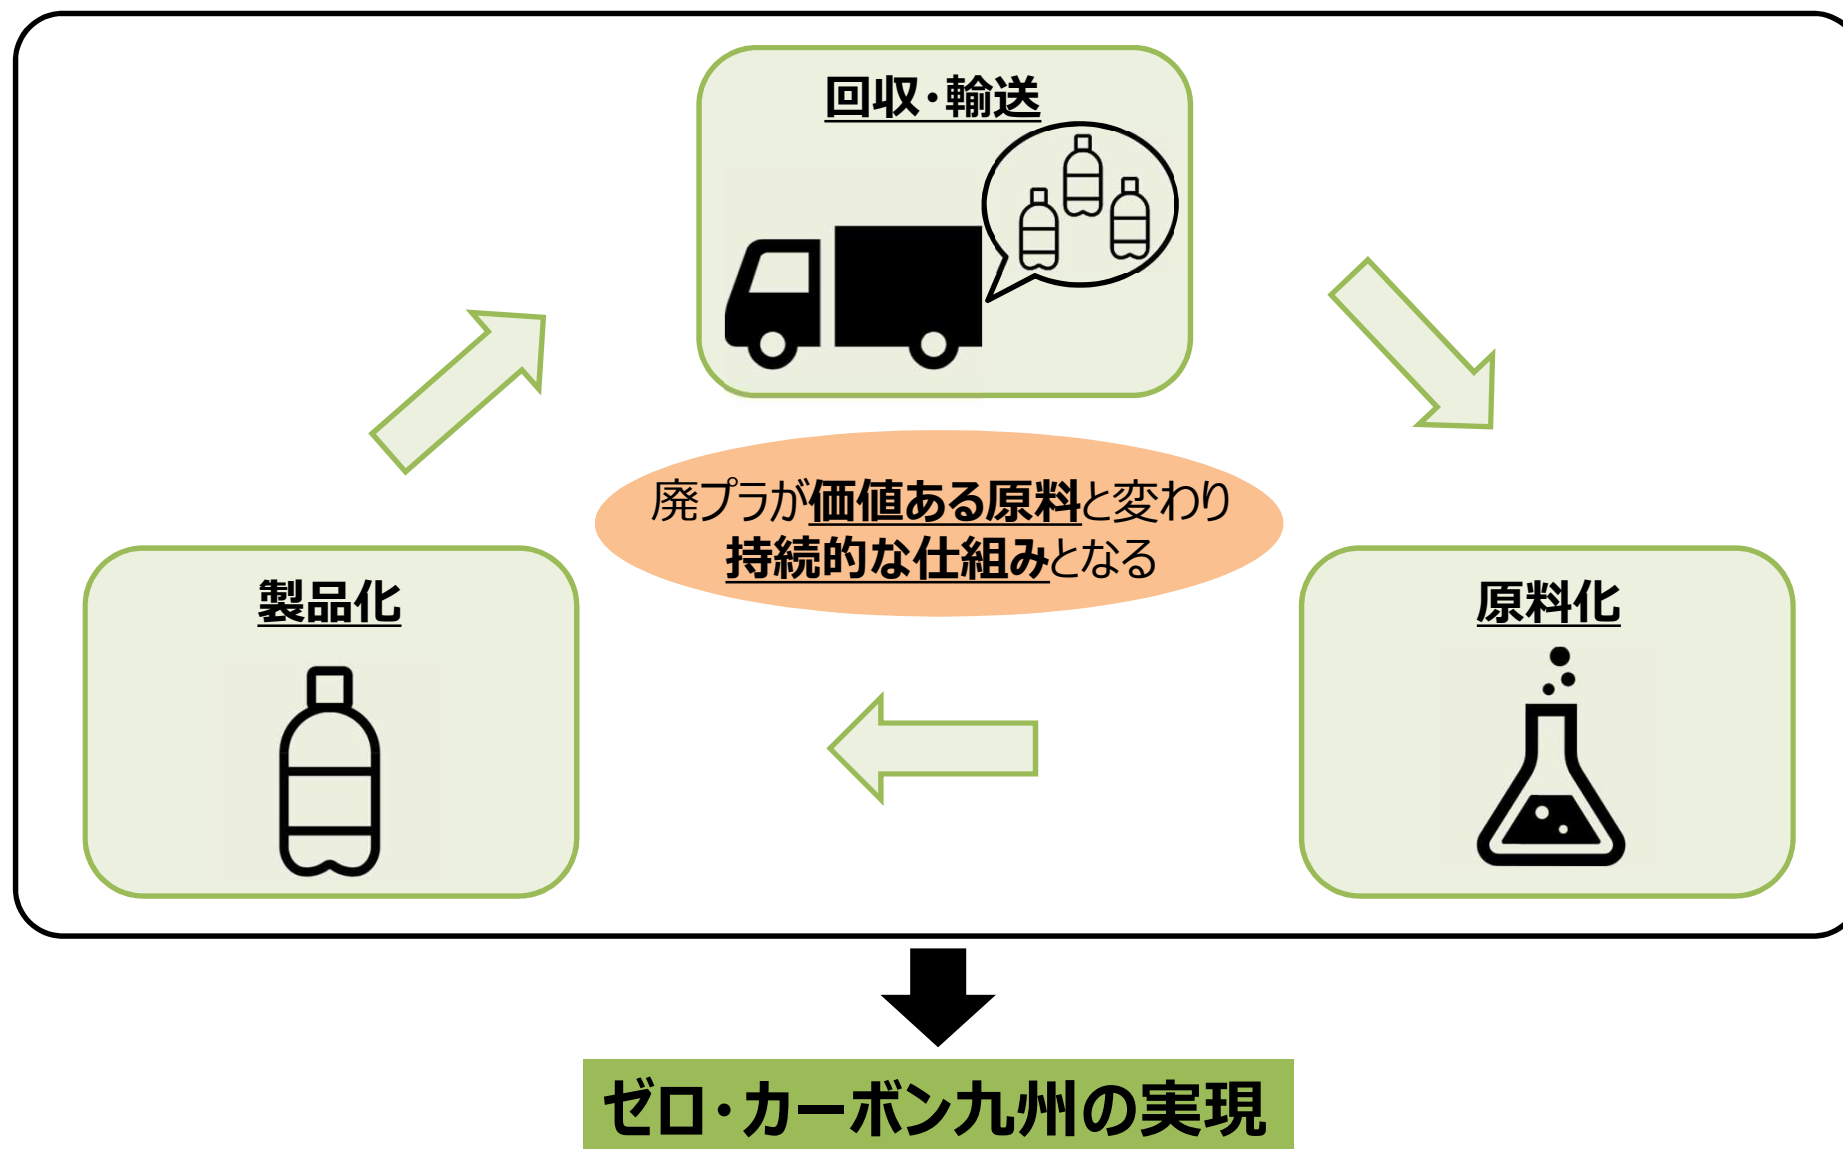 回収・輸送
廃プラが価値ある原料と変わり
持続的な仕組みとなる
製品化
原料化
ゼロ・カーボン九州の実現